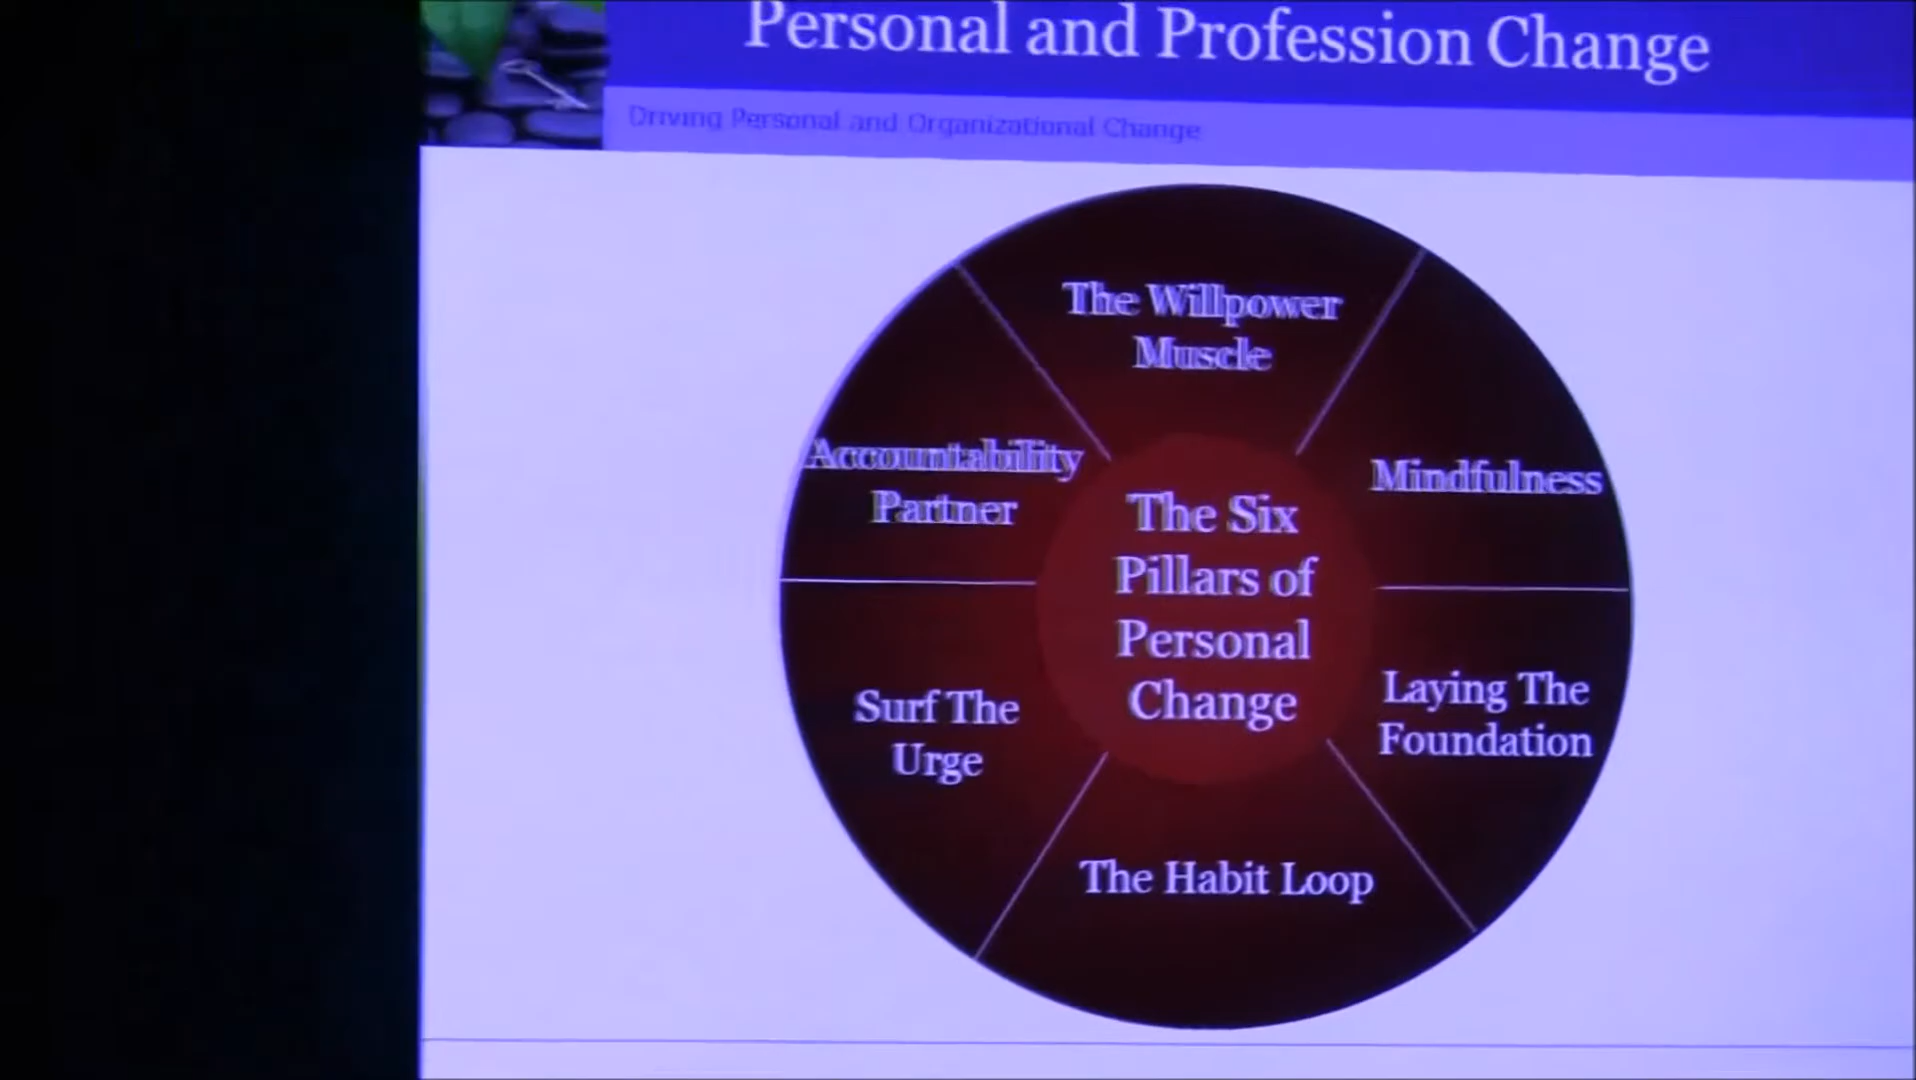 Personal and Profession Change
Driving Personal and Organizational Change
The Willpower
Muscle
Mindfulness
Laying The
Foundation
The Habit Loop
Surf The
Urge
Accountability
Partner
The Six
Pillars of
Personal
Change